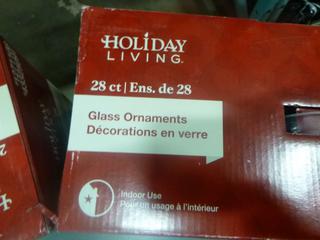 HOLIDAY
LIVING.
28 ct | Ens. de 28
Glass Ornaments
Décorations en verre
Indoor Use
Pour un usage à l'intérieur